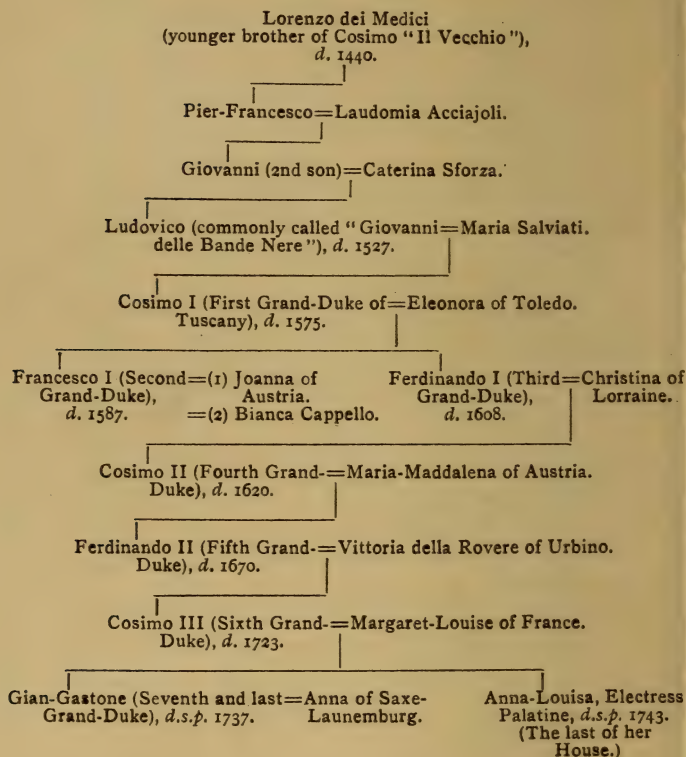 Lorenzo dei Medici
(younger brother of Cosimo "Il Vecchio"),
d. 1440.
Pier-Francesco=Laudomia Acciajoli.
Giovanni (2nd son)=Caterina Sforza.
Ludovico (commonly called "Giovanni=Maria Salviati.
delle Bande Nere"), d. 1527.
Cosimo I (First Grand-Duke of=Eleonora of Toledo.
Tuscany), d. 1575.
Francesco I (Second=(1) Joanna of
Grand-Duke), Austria.
d. 1587. =(2) Bianca Cappello.
Ferdinando I (Third=Christina of
Grand-Duke), Lorraine.
d. 1608.
Cosimo II (Fourth Grand-=Maria-Maddalena of Austria.
Duke), d. 1620.
Ferdinando II (Fifth Grand-=Vittoria della Rovere of Urbino.
Duke), d. 1670.
Cosimo III (Sixth Grand-=Margaret-Louise of France.
Duke), d. 1723.
Gian-Gastone (Seventh and last=Anna of Saxe-
Grand-Duke), d.s.p. 1737. Launemburg.
Anna-Louisa, Electress
Palatine, d.s.p. 1743.
(The last of her
House.)